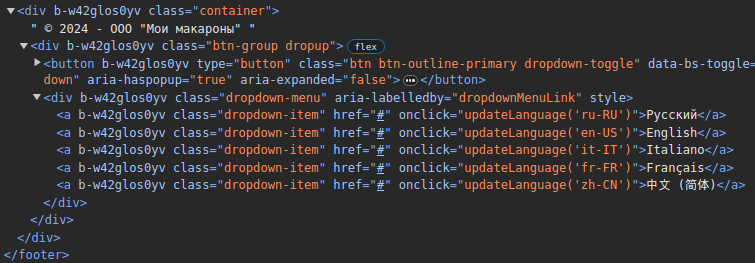 <div b-w42glos0yv class="container">
" © 2024 - ООО "Мои макароны" "
<div b-w42glos0yv class="btn-group dropup"> flex
<button b-w42glos0yv type="button" class="btn btn-outline-primary dropdown-toggle" data-bs-toggle=
down" aria-haspopup="true" aria-expanded="false"> ⋯ </button>
<div b-w42glos0yv class="dropdown-menu" aria-labelledby="dropdownMenuLink" style>
<a b-w42glos0yv class="dropdown-item" href="#" onclick="updateLanguage('ru-RU')">Русский</a>
<a b-w42glos0yv class="dropdown-item" href="#" onclick="updateLanguage('en-US')">English</a>
<a b-w42glos0yv class="dropdown-item" href="#" onclick="updateLanguage('it-IT')">Italiano</a>
<a b-w42glos0yv class="dropdown-item" href="#" onclick="updateLanguage('fr-FR')">Français</a>
<a b-w42glos0yv class="dropdown-item" href="#" onclick="updateLanguage('zh-CN')">中文 (简体)</a>
</div>
</div>
</div>
</footer>